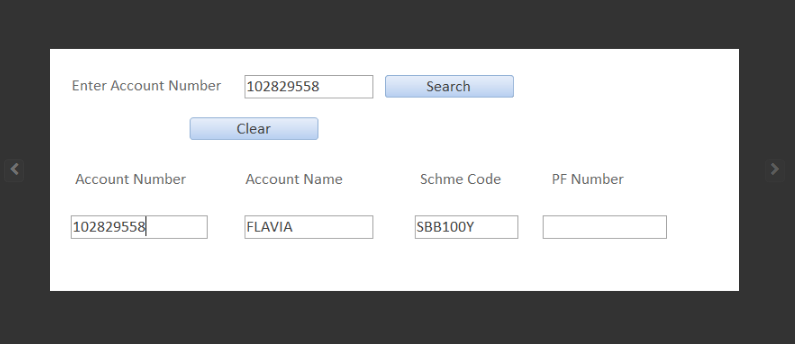 Enter Account Number 102829558 Search
Clear
Account Number Account Name Schme Code PF Number
102829558 FLAVIA SBB100Y